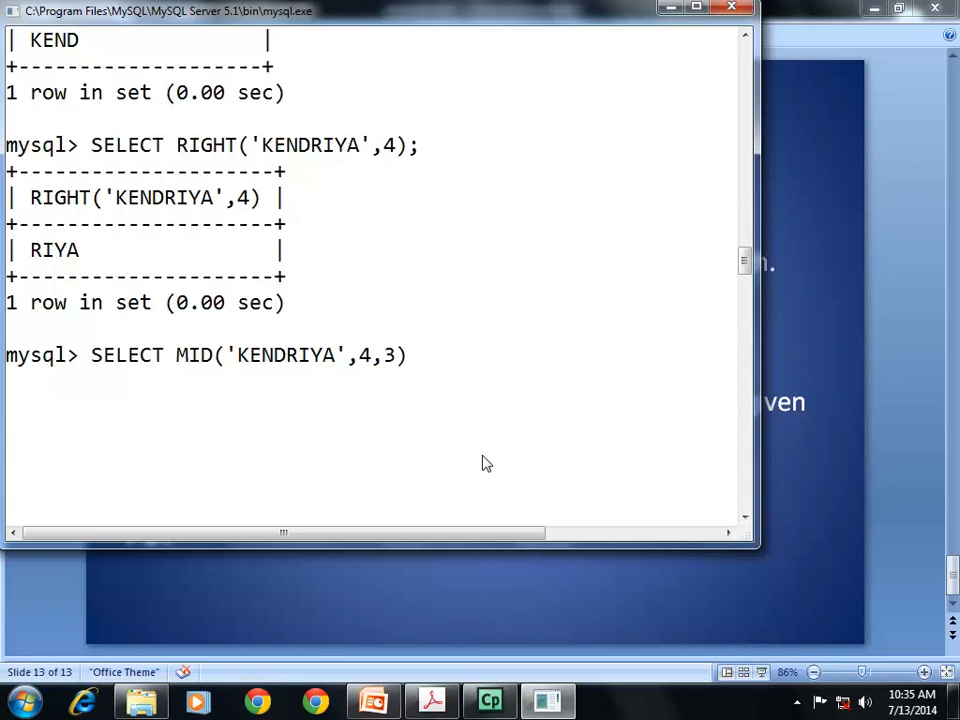 C:\Program Files\MySQL\MySQL Server 5.1\bin\mysql.exe
| KEND |
+--------------------+
1 row in set (0.00 sec)
mysql> SELECT RIGHT('KENDRIYA',4);
+---------------------+
| RIGHT('KENDRIYA',4) |
+---------------------+
| RIYA |
+---------------------+
1 row in set (0.00 sec)
mysql> SELECT MID('KENDRIYA',4,3)
n.
ven
Slide 13 of 13 "Office Theme" 86%
Cp
10:35 AM
7/13/2014